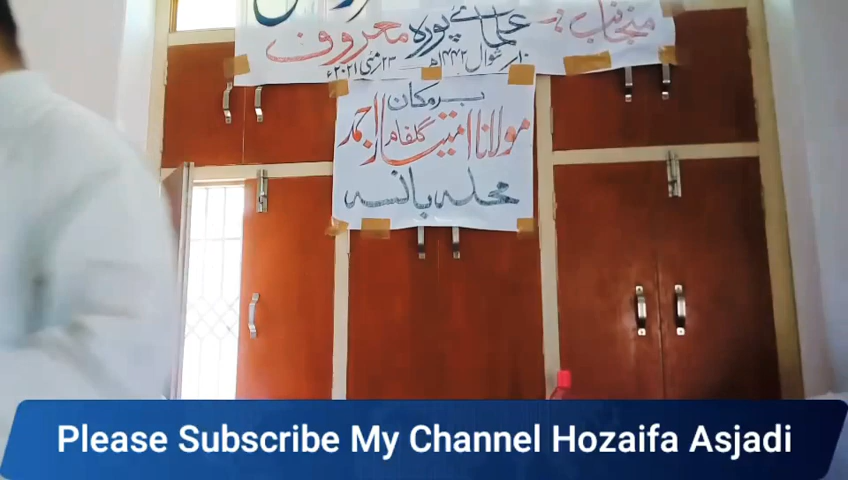 منجانب
علمائے پورہ معروف
۱۰ شوال ۱۴۴۲ھ ۲۳ مئی ۲۰۲۱ء
بر مکان
مولانا امتیاز گلفام احمد
محلہ بانسہ
Please Subscribe My Channel Hozaifa Asjadi